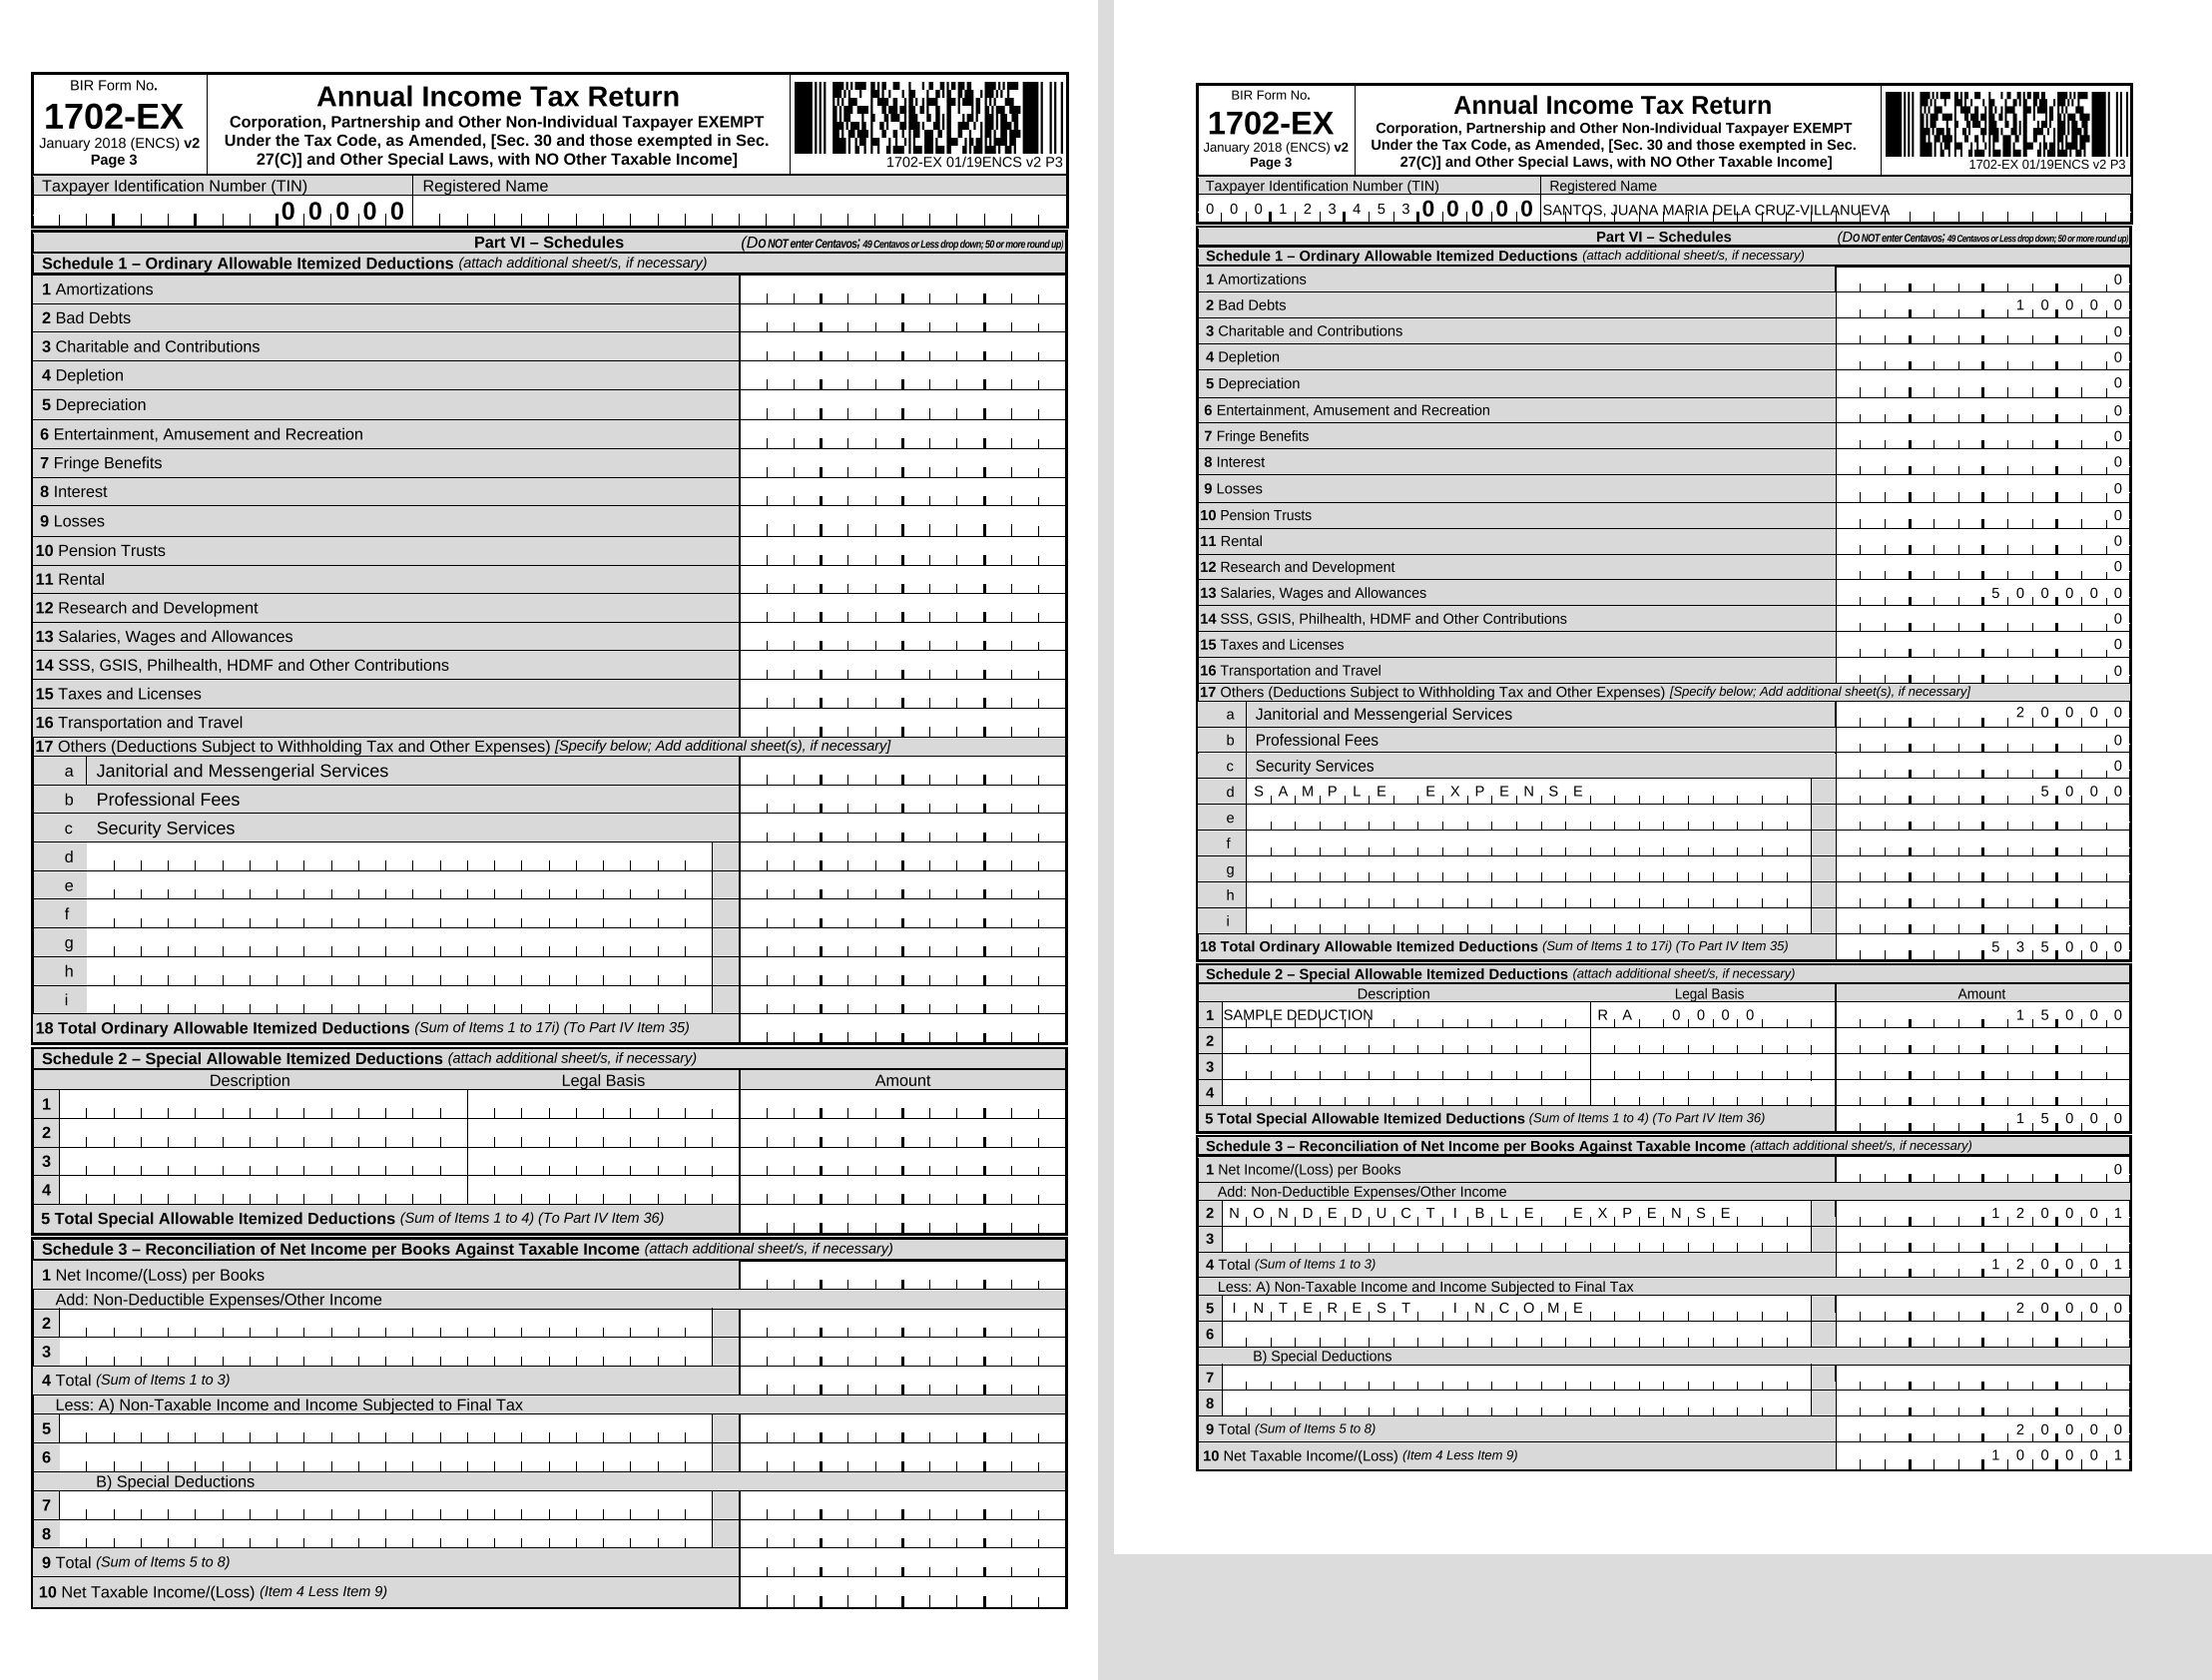 BIR Form No.
1702-EX
January 2018 (ENCS) v2
Page 3
Annual Income Tax Return
Corporation, Partnership and Other Non-Individual Taxpayer EXEMPT
Under the Tax Code, as Amended, [Sec. 30 and those exempted in Sec.
27(C)] and Other Special Laws, with NO Other Taxable Income]
1702-EX 01/19ENCS v2 P3
Taxpayer Identification Number (TIN) Registered Name
0 0 0 0 0
Part VI – Schedules (DO NOT enter Centavos; 49 Centavos or Less drop down; 50 or more round up)
Schedule 1 – Ordinary Allowable Itemized Deductions (attach additional sheet/s, if necessary)
1 Amortizations
2 Bad Debts
3 Charitable and Contributions
4 Depletion
5 Depreciation
6 Entertainment, Amusement and Recreation
7 Fringe Benefits
8 Interest
9 Losses
10 Pension Trusts
11 Rental
12 Research and Development
13 Salaries, Wages and Allowances
14 SSS, GSIS, Philhealth, HDMF and Other Contributions
15 Taxes and Licenses
16 Transportation and Travel
17 Others (Deductions Subject to Withholding Tax and Other Expenses) [Specify below; Add additional sheet(s), if necessary]
a Janitorial and Messengerial Services
b Professional Fees
c Security Services
d
e
f
g
h
i
18 Total Ordinary Allowable Itemized Deductions (Sum of Items 1 to 17i) (To Part IV Item 35)
Schedule 2 – Special Allowable Itemized Deductions (attach additional sheet/s, if necessary)
Description Legal Basis Amount
1
2
3
4
5 Total Special Allowable Itemized Deductions (Sum of Items 1 to 4) (To Part IV Item 36)
Schedule 3 – Reconciliation of Net Income per Books Against Taxable Income (attach additional sheet/s, if necessary)
1 Net Income/(Loss) per Books
Add: Non-Deductible Expenses/Other Income
2
3
4 Total (Sum of Items 1 to 3)
Less: A) Non-Taxable Income and Income Subjected to Final Tax
5
6
B) Special Deductions
7
8
9 Total (Sum of Items 5 to 8)
10 Net Taxable Income/(Loss) (Item 4 Less Item 9)
BIR Form No.
1702-EX
January 2018 (ENCS) v2
Page 3
Annual Income Tax Return
Corporation, Partnership and Other Non-Individual Taxpayer EXEMPT
Under the Tax Code, as Amended, [Sec. 30 and those exempted in Sec.
27(C)] and Other Special Laws, with NO Other Taxable Income]
1702-EX 01/19ENCS v2 P3
Taxpayer Identification Number (TIN) Registered Name
0 0 0 1 2 3 4 5 3 0 0 0 0 0 SANTOS, JUANA MARIA DELA CRUZ-VILLANUEVA
Part VI – Schedules (DO NOT enter Centavos; 49 Centavos or Less drop down; 50 or more round up)
Schedule 1 – Ordinary Allowable Itemized Deductions (attach additional sheet/s, if necessary)
1 Amortizations 0
2 Bad Debts 1 0 0 0 0
3 Charitable and Contributions 0
4 Depletion 0
5 Depreciation 0
6 Entertainment, Amusement and Recreation 0
7 Fringe Benefits 0
8 Interest 0
9 Losses 0
10 Pension Trusts 0
11 Rental 0
12 Research and Development 0
13 Salaries, Wages and Allowances 5 0 0 0 0 0
14 SSS, GSIS, Philhealth, HDMF and Other Contributions 0
15 Taxes and Licenses 0
16 Transportation and Travel 0
17 Others (Deductions Subject to Withholding Tax and Other Expenses) [Specify below; Add additional sheet(s), if necessary]
a Janitorial and Messengerial Services 2 0 0 0 0
b Professional Fees 0
c Security Services 0
d S A M P L E E X P E N S E 5 0 0 0
e
f
g
h
i
18 Total Ordinary Allowable Itemized Deductions (Sum of Items 1 to 17i) (To Part IV Item 35) 5 3 5 0 0 0
Schedule 2 – Special Allowable Itemized Deductions (attach additional sheet/s, if necessary)
Description Legal Basis Amount
1 SAMPLE DEDUCTION R A 0 0 0 0 1 5 0 0 0
2
3
4
5 Total Special Allowable Itemized Deductions (Sum of Items 1 to 4) (To Part IV Item 36) 1 5 0 0 0
Schedule 3 – Reconciliation of Net Income per Books Against Taxable Income (attach additional sheet/s, if necessary)
1 Net Income/(Loss) per Books 0
Add: Non-Deductible Expenses/Other Income
2 N O N D E D U C T I B L E E X P E N S E 1 2 0 0 0 1
3
4 Total (Sum of Items 1 to 3) 1 2 0 0 0 1
Less: A) Non-Taxable Income and Income Subjected to Final Tax
5 I N T E R E S T I N C O M E 2 0 0 0 0
6
B) Special Deductions
7
8
9 Total (Sum of Items 5 to 8) 2 0 0 0 0
10 Net Taxable Income/(Loss) (Item 4 Less Item 9) 1 0 0 0 0 1